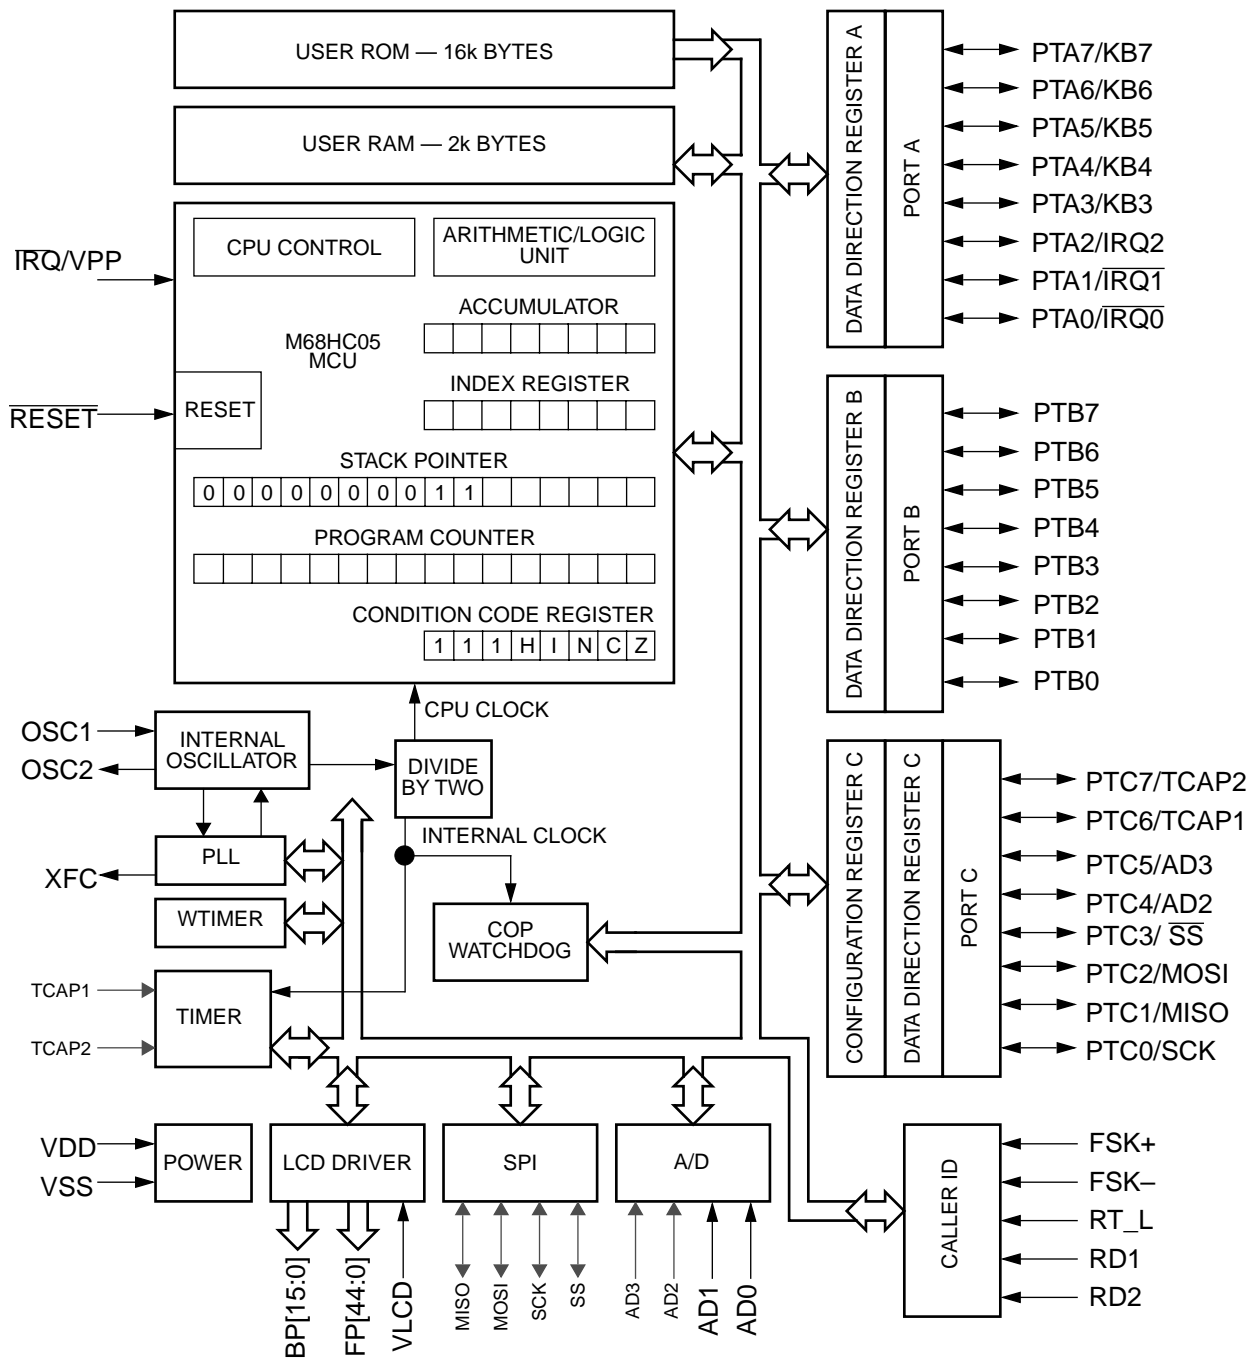 USER ROM — 16k BYTES
USER RAM — 2k BYTES
IRQ/VPP
RESET
CPU CONTROL
ARITHMETIC/LOGIC
UNIT
ACCUMULATOR
M68HC05
MCU
INDEX REGISTER
RESET
STACK POINTER
0 0 0 0 0 0 0 0 1 1
PROGRAM COUNTER
CONDITION CODE REGISTER
1 1 1 H I N C Z
CPU CLOCK
OSC1
OSC2
INTERNAL
OSCILLATOR
DIVIDE
BY TWO
INTERNAL CLOCK
PLL
XFC
WTIMER
COP
WATCHDOG
TCAP1
TCAP2
TIMER
VDD
VSS
POWER
LCD DRIVER
SPI
A/D
BP[15:0]
FP[44:0]
VLCD
MISO
MOSI
SCK
SS
AD3
AD2
AD1
AD0
DATA DIRECTION REGISTER A
PORT A
PTA7/KB7
PTA6/KB6
PTA5/KB5
PTA4/KB4
PTA3/KB3
PTA2/IRQ2
PTA1/IRQ1
PTA0/IRQ0
DATA DIRECTION REGISTER B
PORT B
PTB7
PTB6
PTB5
PTB4
PTB3
PTB2
PTB1
PTB0
CONFIGURATION REGISTER C
DATA DIRECTION REGISTER C
PORT C
PTC7/TCAP2
PTC6/TCAP1
PTC5/AD3
PTC4/AD2
PTC3/ SS
PTC2/MOSI
PTC1/MISO
PTC0/SCK
CALLER ID
FSK+
FSK–
RT_L
RD1
RD2